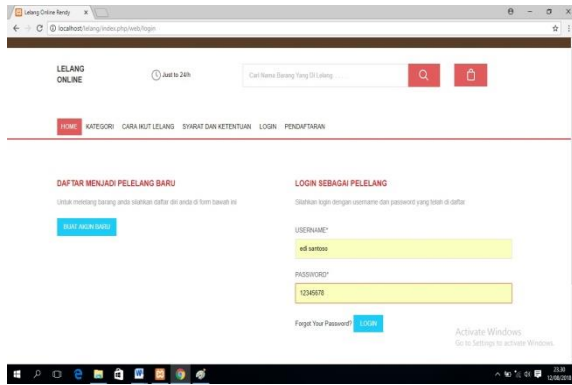 Lelang Online Rendy
localhost/lelang/index.php/web/login
LELANG
ONLINE
Just to 24h
Cari Nama Barang Yang Di Lelang ......
HOME KATEGORI CARA IKUT LELANG SYARAT DAN KETENTUAN LOGIN PENDAFTARAN
DAFTAR MENJADI PELELANG BARU
Untuk melelang barang anda silahkan daftar diri anda di form bawah ini
BUAT AKUN BARU
LOGIN SEBAGAI PELELANG
Silahkan login dengan username dan password yang telah di daftar
USERNAME*
edi santoso
PASSWORD*
12345678
Forgot Your Password? LOGIN
Activate Windows
Go to Settings to activate Windows.
23.30
12/08/2018